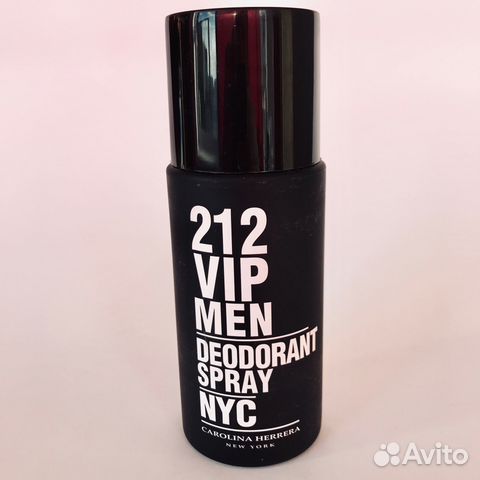 212
VIP
MEN
DEODORANT
SPRAY
NYC
CAROLINA HERRERA
NEW YORK
Avito